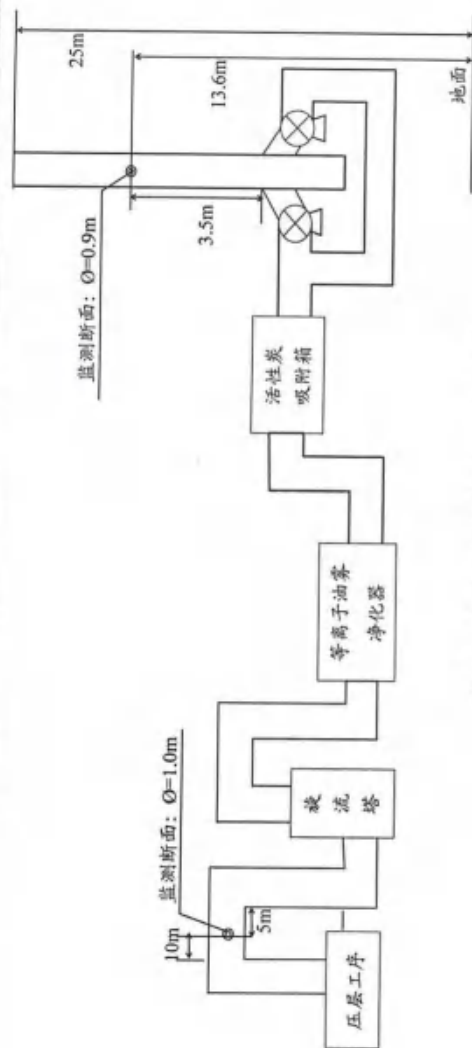 监测断面：Ø=1.0m
10m
5m
压层工序
旋
流
塔
等离子油雾
净化器
活性炭
吸附箱
监测断面：Ø=0.9m
3.5m
13.6m
25m
地面